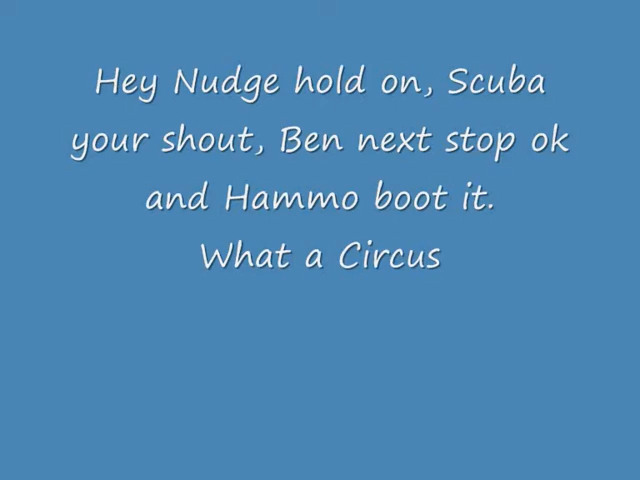 Hey Nudge hold on, Scuba
your shout, Ben next stop ok
and Hammo boot it.
What a Circus